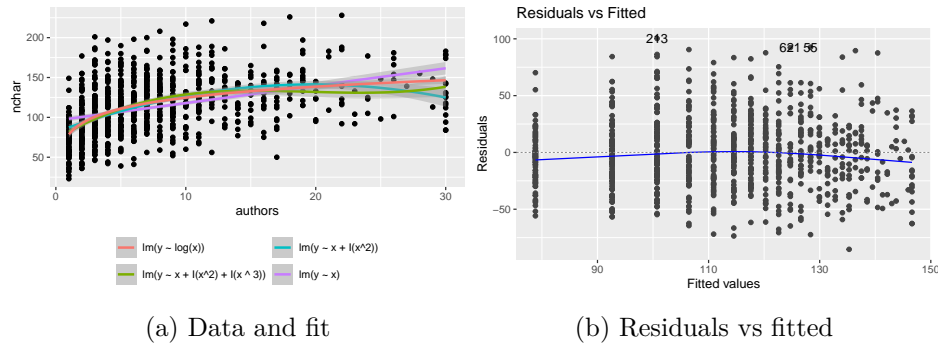 200
150
100
50
nchar
0
10
20
30
authors
lm(y ~ log(x))
lm(y ~ x + I(x^2))
lm(y ~ x + I(x^2) + I(x ^ 3))
lm(y ~ x)
(a) Data and fit
Residuals vs Fitted
100
50
0
−50
Residuals
213
90
110
130
150
Fitted values
(b) Residuals vs fitted